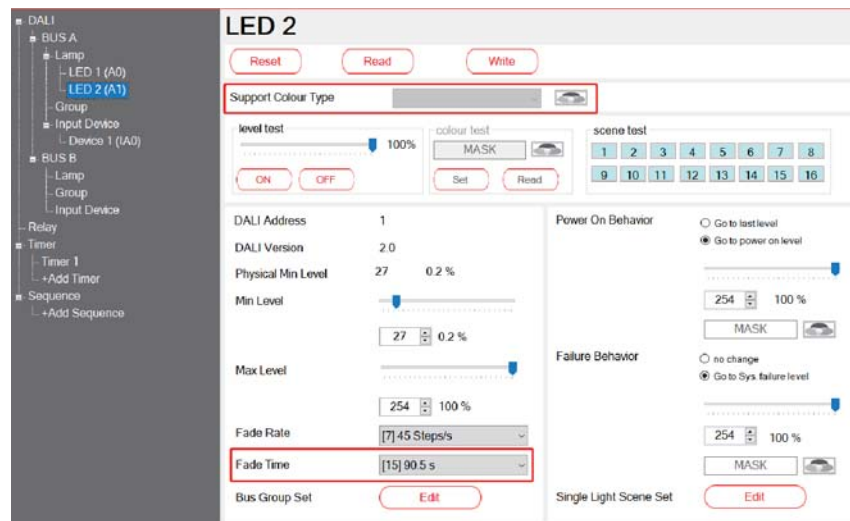 DALI
BUS A
Lamp
LED 1 (A0)
LED 2 (A1)
Group
Input Device
Device 1 (IA0)
BUS B
Lamp
Group
Input Device
Relay
Timer
Timer 1
+Add Timer
Sequence
+Add Sequence
LED 2
Reset Read Write
Support Colour Type
level test
100%
ON OFF
colour test
MASK
Set Read
scene test
1 2 3 4 5 6 7 8
9 10 11 12 13 14 15 16
DALI Address 1
DALI Version 2.0
Physical Min Level 27 0.2 %
Min Level
27 0.2 %
Max Level
254 100 %
Fade Rate [7] 45 Steps/s
Fade Time [15] 90.5 s
Bus Group Set Edit
Power On Behavior
Go to last level
Go to power on level
254 100 %
MASK
Failure Behavior
no change
Go to Sys. failure level
254 100 %
MASK
Single Light Scene Set Edit